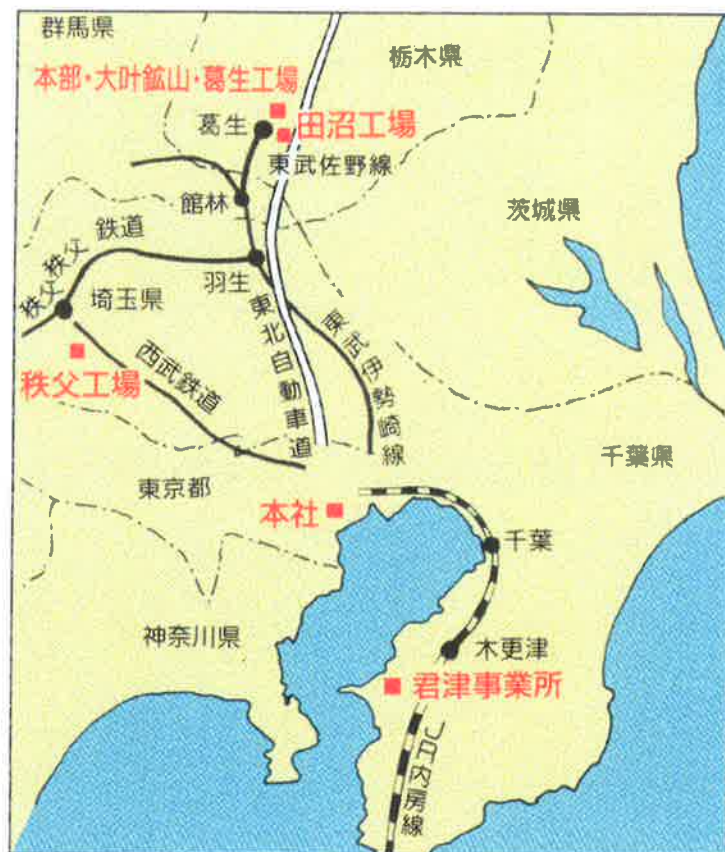 群馬県
栃木県
本部・大叶鉱山・葛生工場
葛生
田沼工場
東武佐野線
館林
茨城県
秩父鉄道
羽生
秩父
埼玉県
東北自動車道
東武伊勢崎線
西武鉄道
秩父工場
千葉県
東京都
本社
千葉
神奈川県
木更津
君津事業所
JR内房線